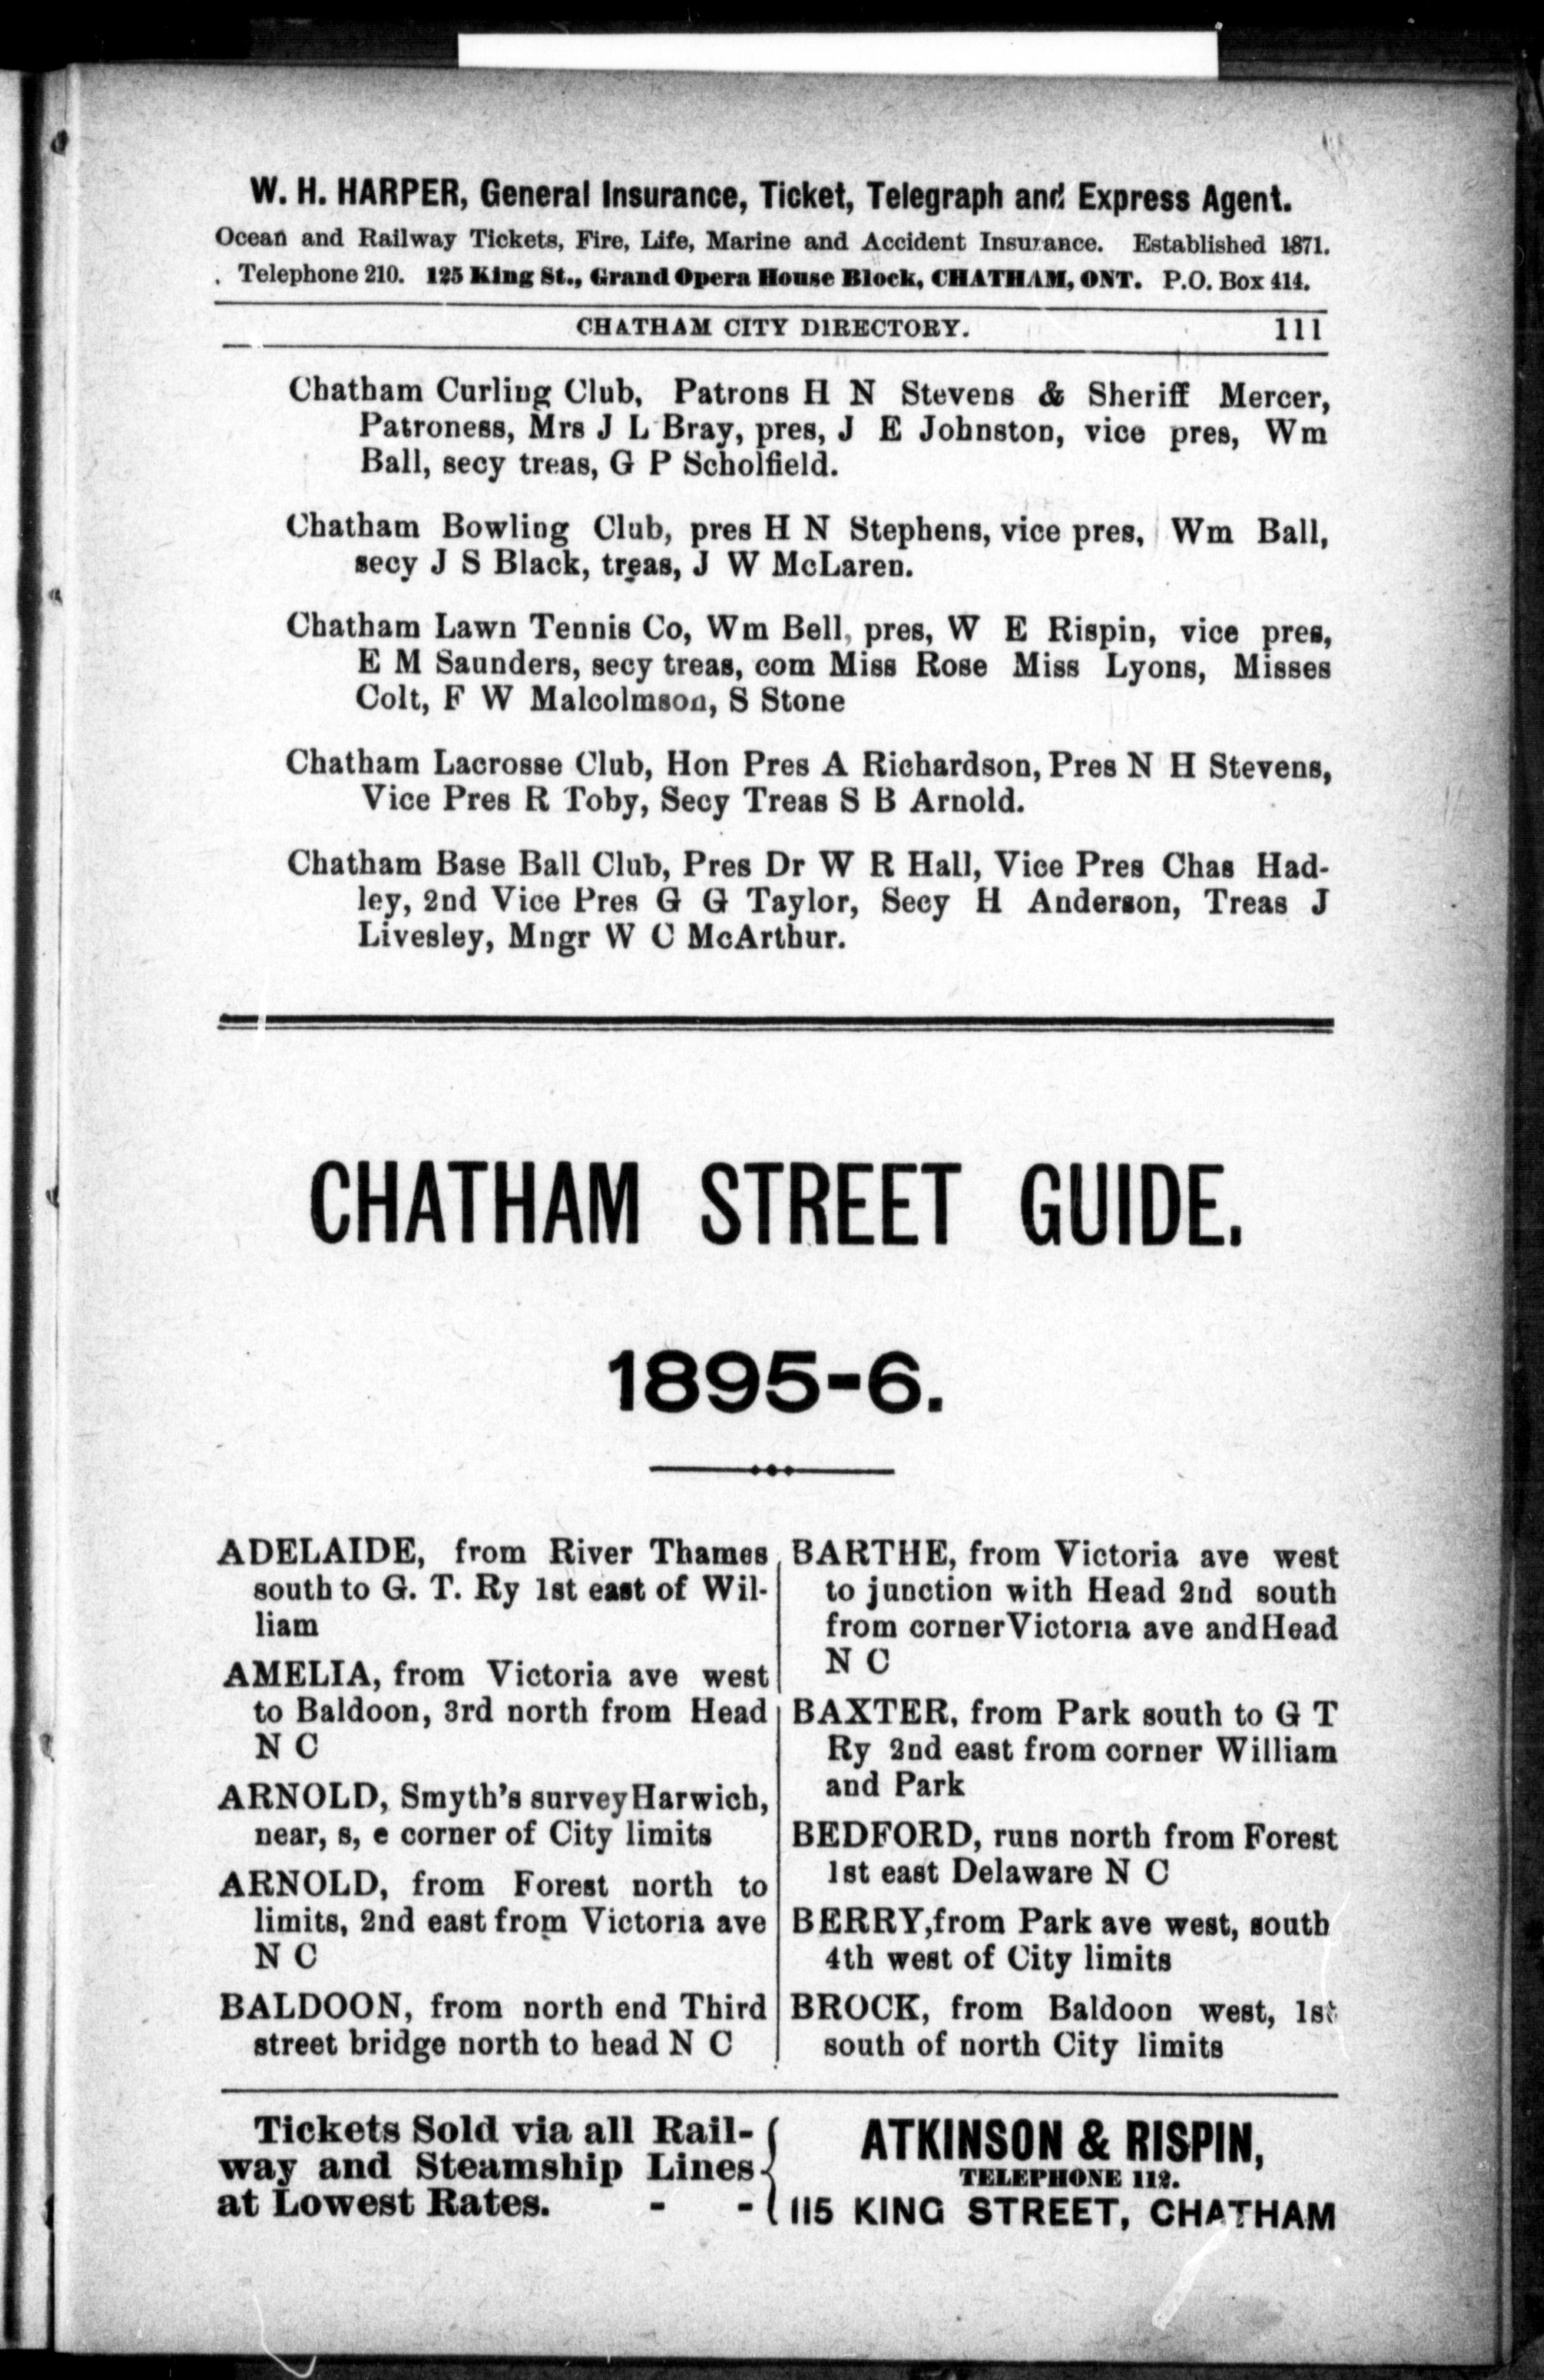 W. H. HARPER, General Insurance, Ticket, Telegraph and Express Agent.
Ocean and Railway Tickets, Fire, Life, Marine and Accident Insurance. Established 1871.
Telephone 210. 125 King St., Grand Opera House Block, CHATHAM, ONT. P.O. Box 414.
CHATHAM CITY DIRECTORY. 111
Chatham Curling Club, Patrons H N Stevens & Sheriff Mercer,
Patroness, Mrs J L Bray, pres, J E Johnston, vice pres, Wm
Ball, secy treas, G P Scholfield.
Chatham Bowling Club, pres H N Stephens, vice pres, Wm Ball,
secy J S Black, treas, J W McLaren.
Chatham Lawn Tennis Co, Wm Bell, pres, W E Rispin, vice pres,
E M Saunders, secy treas, com Miss Rose Miss Lyons, Misses
Colt, F W Malcolmson, S Stone
Chatham Lacrosse Club, Hon Pres A Richardson, Pres N H Stevens,
Vice Pres R Toby, Secy Treas S B Arnold.
Chatham Base Ball Club, Pres Dr W R Hall, Vice Pres Chas Had-
ley, 2nd Vice Pres G G Taylor, Secy H Anderson, Treas J
Livesley, Mngr W C McArthur.
CHATHAM STREET GUIDE.
1895-6.
ADELAIDE, from River Thames
south to G. T. Ry 1st east of Wil-
liam
AMELIA, from Victoria ave west
to Baldoon, 3rd north from Head
N C
ARNOLD, Smyth's survey Harwich,
near, s, e corner of City limits
ARNOLD, from Forest north to
limits, 2nd east from Victoria ave
N C
BALDOON, from north end Third
street bridge north to head N C
BARTHE, from Victoria ave west
to junction with Head 2nd south
from corner Victoria ave and Head
N C
BAXTER, from Park south to G T
Ry 2nd east from corner William
and Park
BEDFORD, runs north from Forest
1st east Delaware N C
BERRY, from Park ave west, south
4th west of City limits
BROCK, from Baldoon west, 1st
south of north City limits
Tickets Sold via all Rail-
way and Steamship Lines
at Lowest Rates. - -
ATKINSON & RISPIN,
TELEPHONE 112.
115 KING STREET, CHATHAM